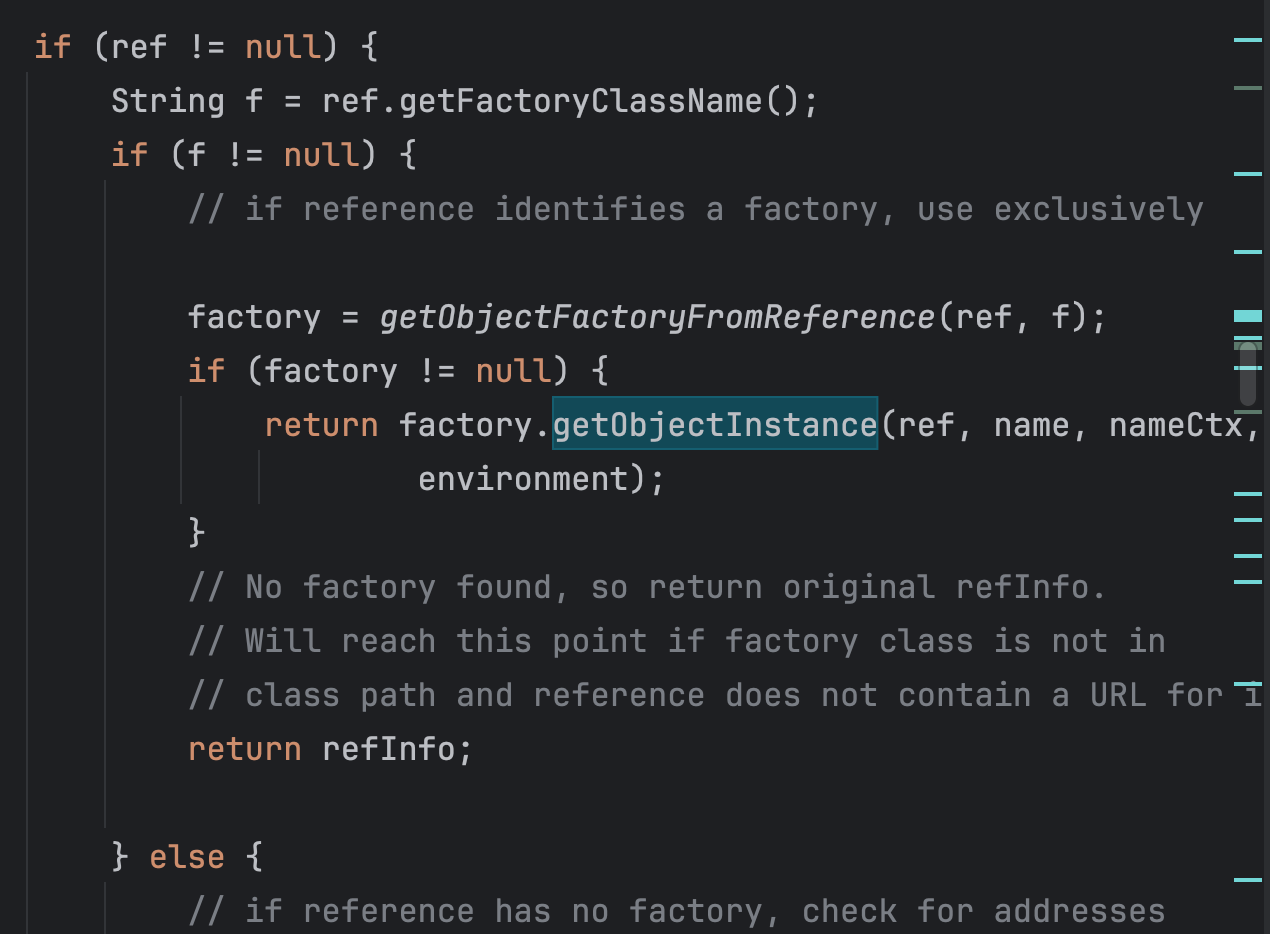 if (ref != null) {
String f = ref.getFactoryClassName();
if (f != null) {
// if reference identifies a factory, use exclusively
factory = getObjectFactoryFromReference(ref, f);
if (factory != null) {
return factory.getObjectInstance(ref, name, nameCtx,
environment);
}
// No factory found, so return original refInfo.
// Will reach this point if factory class is not in
// class path and reference does not contain a URL for i
return refInfo;
} else {
// if reference has no factory, check for addresses